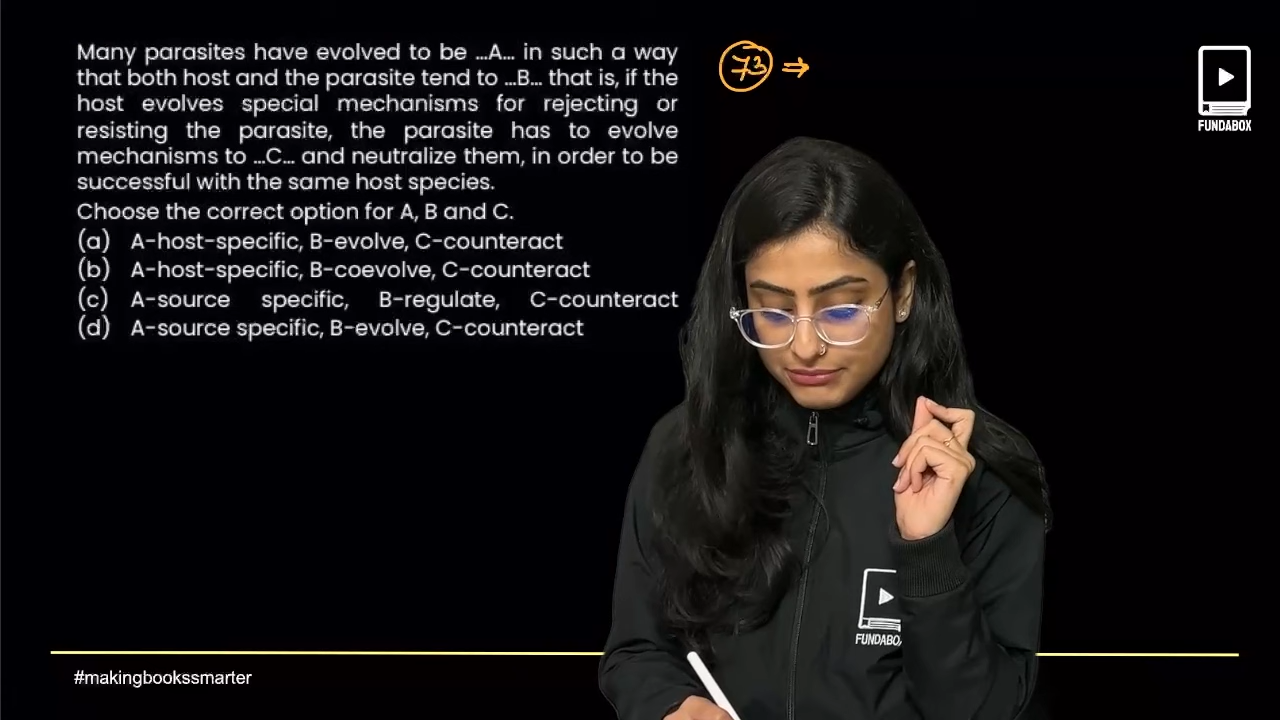 Many parasites have evolved to be ...A... in such a way
that both host and the parasite tend to ...B... that is, if the
host evolves special mechanisms for rejecting or
resisting the parasite, the parasite has to evolve
mechanisms to ...C... and neutralize them, in order to be
successful with the same host species.
Choose the correct option for A, B and C.
(a) A-host-specific, B-evolve, C-counteract
(b) A-host-specific, B-coevolve, C-counteract
(c) A-source specific, B-regulate, C-counteract
(d) A-source specific, B-evolve, C-counteract
73 ⇒
FUNDABOX
FUNDABOX
#makingbookssmarter